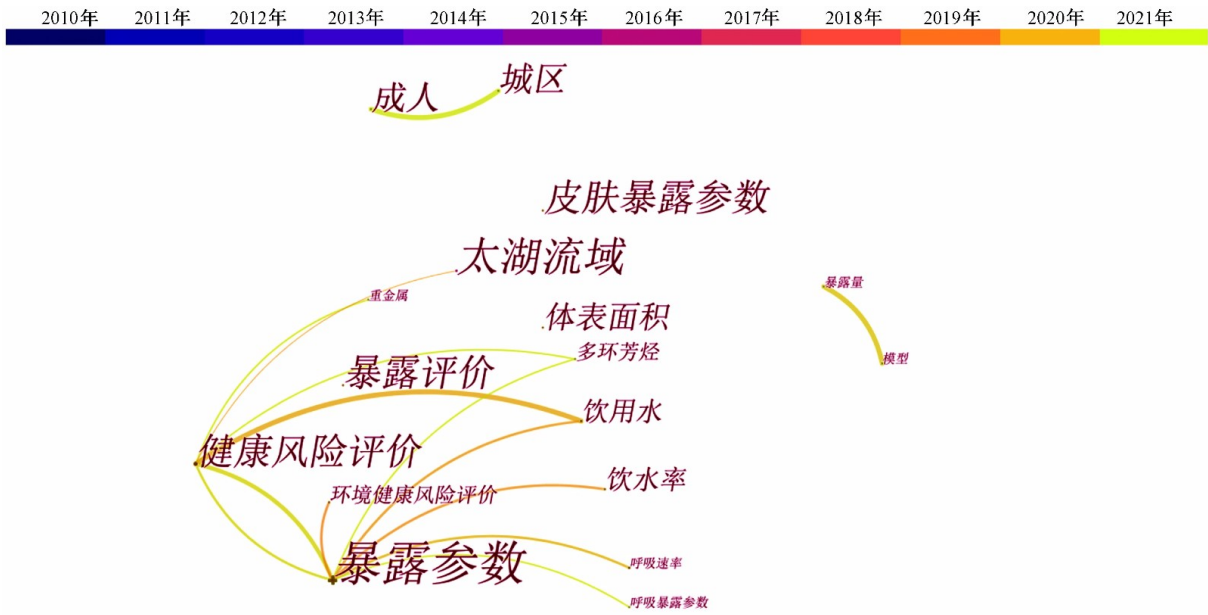 2010年 2011年 2012年 2013年 2014年 2015年 2016年 2017年 2018年 2019年 2020年 2021年
城区
成人
皮肤暴露参数
太湖流域
暴露量
重金属
体表面积
多环芳烃
模型
暴露评价
饮用水
健康风险评价
饮水率
环境健康风险评价
暴露参数
呼吸速率
呼吸暴露参数